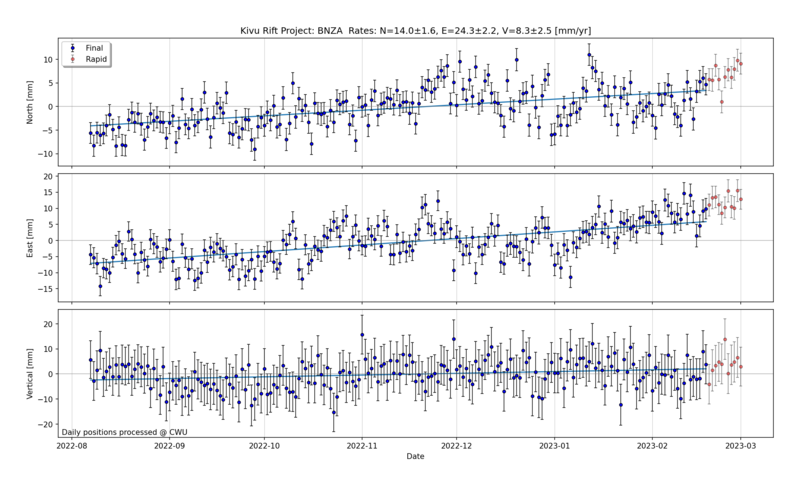 Kivu Rift Project: BNZA  Rates: N=14.0±1.6, E=24.3±2.2, V=8.3±2.5 [mm/yr]
Final
Rapid
North [mm]
10
5
0
−5
−10
East [mm]
20
15
10
5
0
−5
−10
−15
Vertical [mm]
20
10
0
−10
−20
Daily positions processed @ CWU
2022-08 2022-09 2022-10 2022-11 2022-12 2023-01 2023-02 2023-03
Date